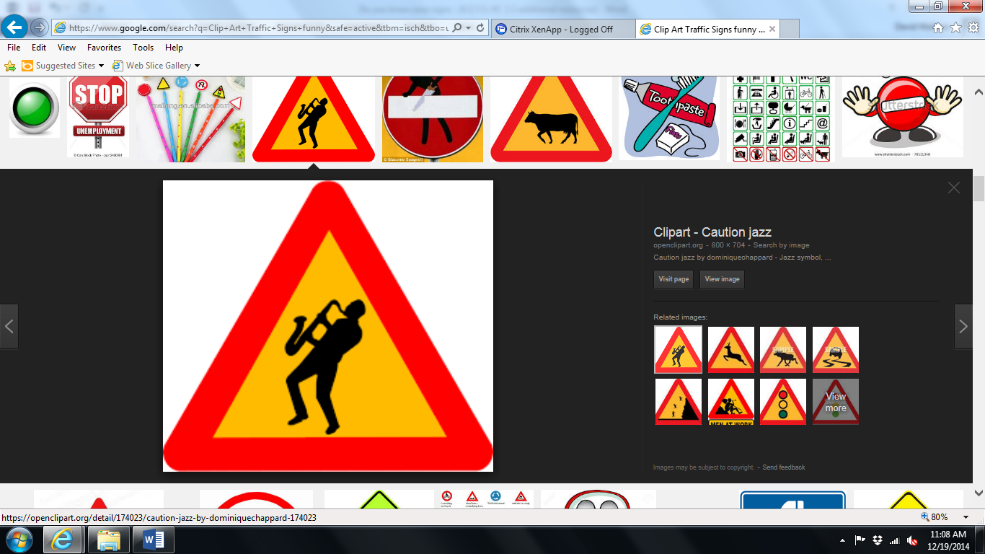 https://www.google.com/search?q=Clip+Art+Traffic+Signs+funny&safe=active&tbm=isch&tbo=u
Citrix XenApp - Logged Off
Clip Art Traffic Signs funny ...
File Edit View Favorites Tools Help
Suggested Sites
Web Slice Gallery
STOP
UNEMPLOYMENT
Toothpaste
Fiber
Clipart - Caution jazz
openclipart.org - 800 × 704 - Search by image
Caution jazz by dominiquechappard - Jazz symbol, ...
Visit page
View image
Related images:
View more
MEN AT WORK
Images may be subject to copyright. - Send feedback
https://openclipart.org/detail/174023/caution-jazz-by-dominiquechappard-174023
80%
11:08 AM
12/19/2014